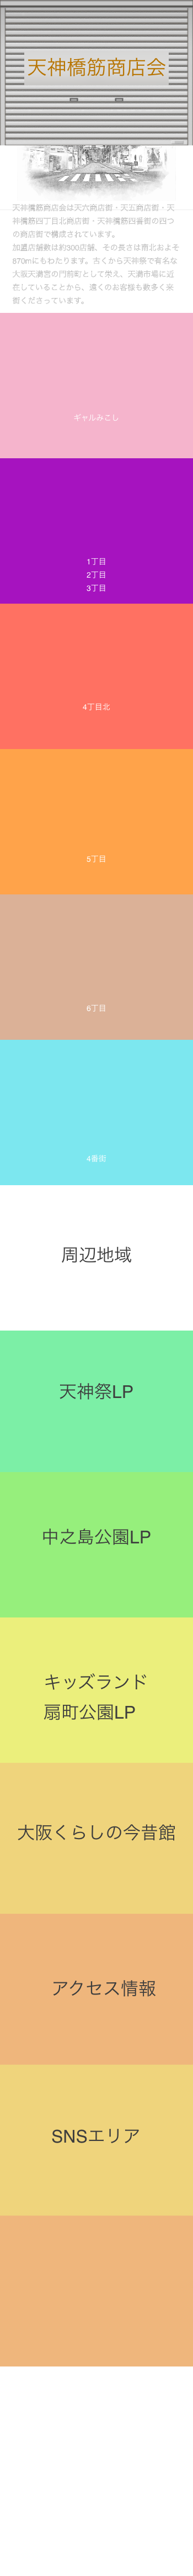 天神橋筋商店会
天神橋筋商店会は天六商店街・天五商店街・天
神橋筋四丁目北商店街・天神橋筋四番街の四つ
の商店街で構成されています。
加盟店舗数は約300店舗、その長さは南北およそ
870mにもわたります。古くから天神祭で有名な
大阪天満宮の門前町として栄え、天満市場に近
在していることから、遠くのお客様も数多く来
街くださっています。
ギャルみこし
1丁目
2丁目
3丁目
4丁目北
5丁目
6丁目
4番街
周辺地域
天神祭LP
中之島公園LP
キッズランド
扇町公園LP
大阪くらしの今昔館
アクセス情報
SNSエリア